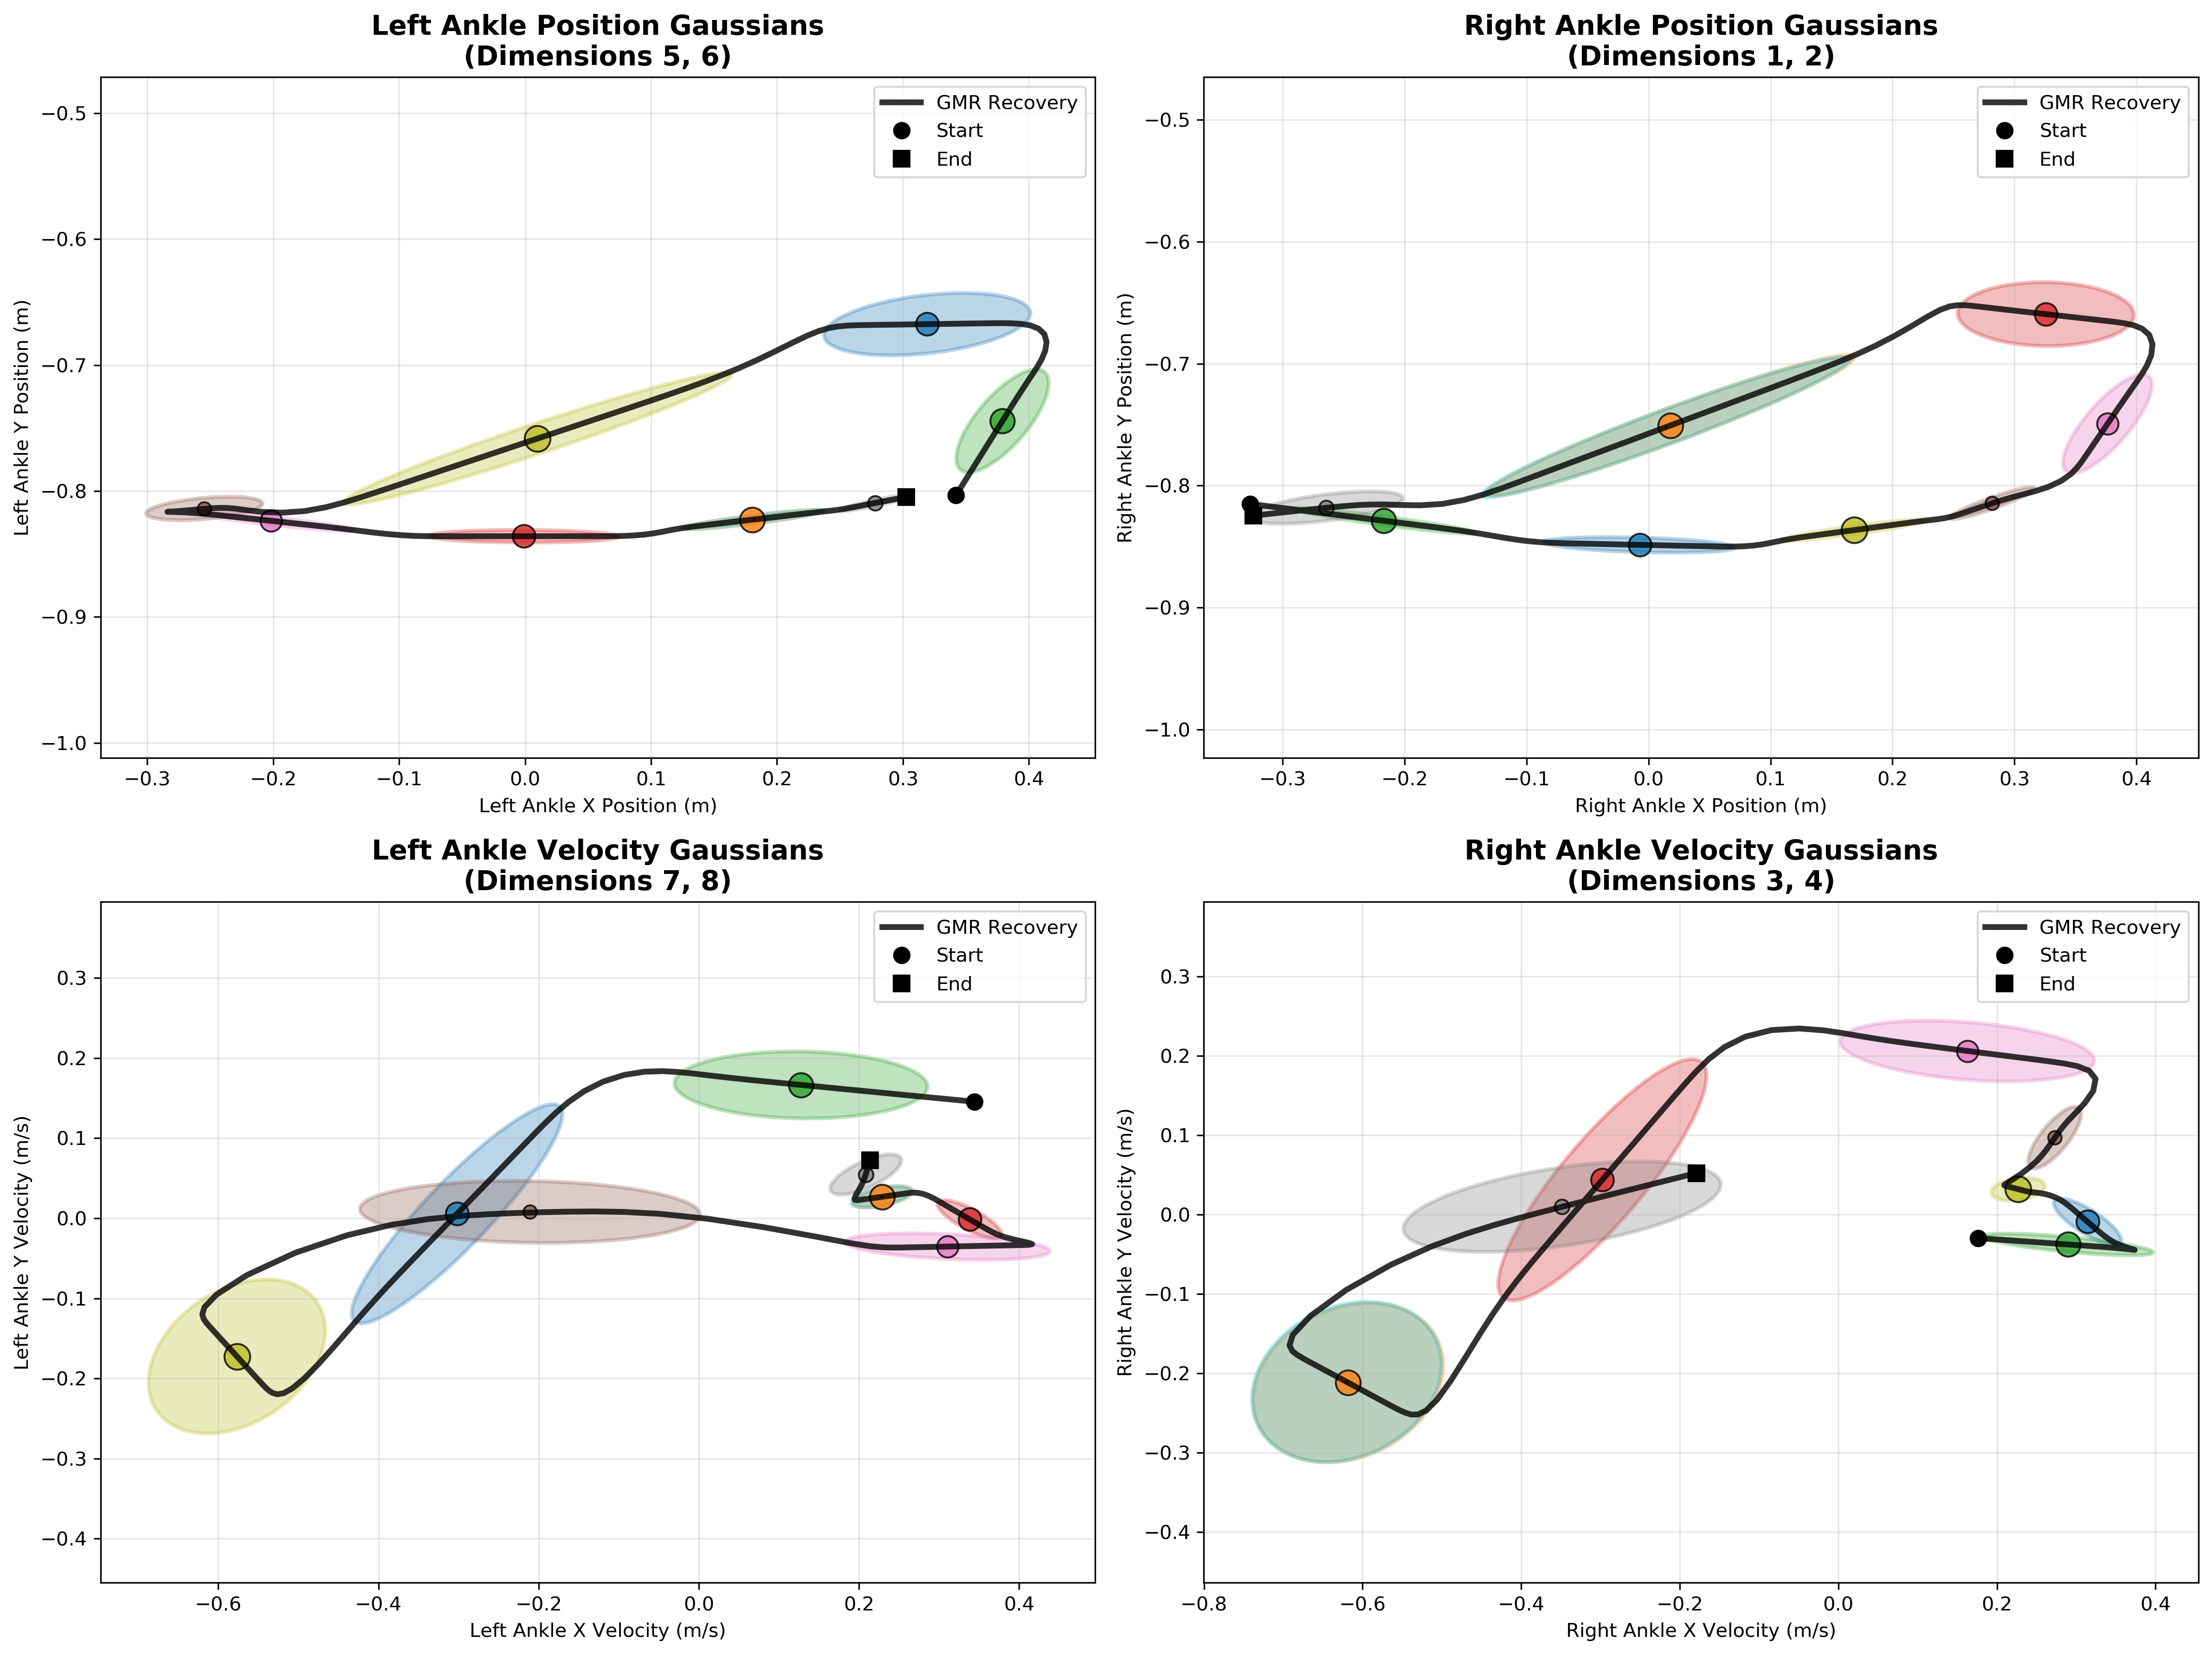 Left Ankle Position Gaussians
(Dimensions 5, 6)
GMR Recovery
Start
End
Left Ankle Y Position (m)
−0.5
−0.6
−0.7
−0.8
−0.9
−1.0
−0.3
−0.2
−0.1
0.0
0.1
0.2
0.3
0.4
Left Ankle X Position (m)
Right Ankle Position Gaussians
(Dimensions 1, 2)
GMR Recovery
Start
End
Right Ankle Y Position (m)
−0.5
−0.6
−0.7
−0.8
−0.9
−1.0
−0.3
−0.2
−0.1
0.0
0.1
0.2
0.3
0.4
Right Ankle X Position (m)
Left Ankle Velocity Gaussians
(Dimensions 7, 8)
GMR Recovery
Start
End
Left Ankle Y Velocity (m/s)
0.3
0.2
0.1
0.0
−0.1
−0.2
−0.3
−0.4
−0.6
−0.4
−0.2
0.0
0.2
0.4
Left Ankle X Velocity (m/s)
Right Ankle Velocity Gaussians
(Dimensions 3, 4)
GMR Recovery
Start
End
Right Ankle Y Velocity (m/s)
0.3
0.2
0.1
0.0
−0.1
−0.2
−0.3
−0.4
−0.8
−0.6
−0.4
−0.2
0.0
0.2
0.4
Right Ankle X Velocity (m/s)